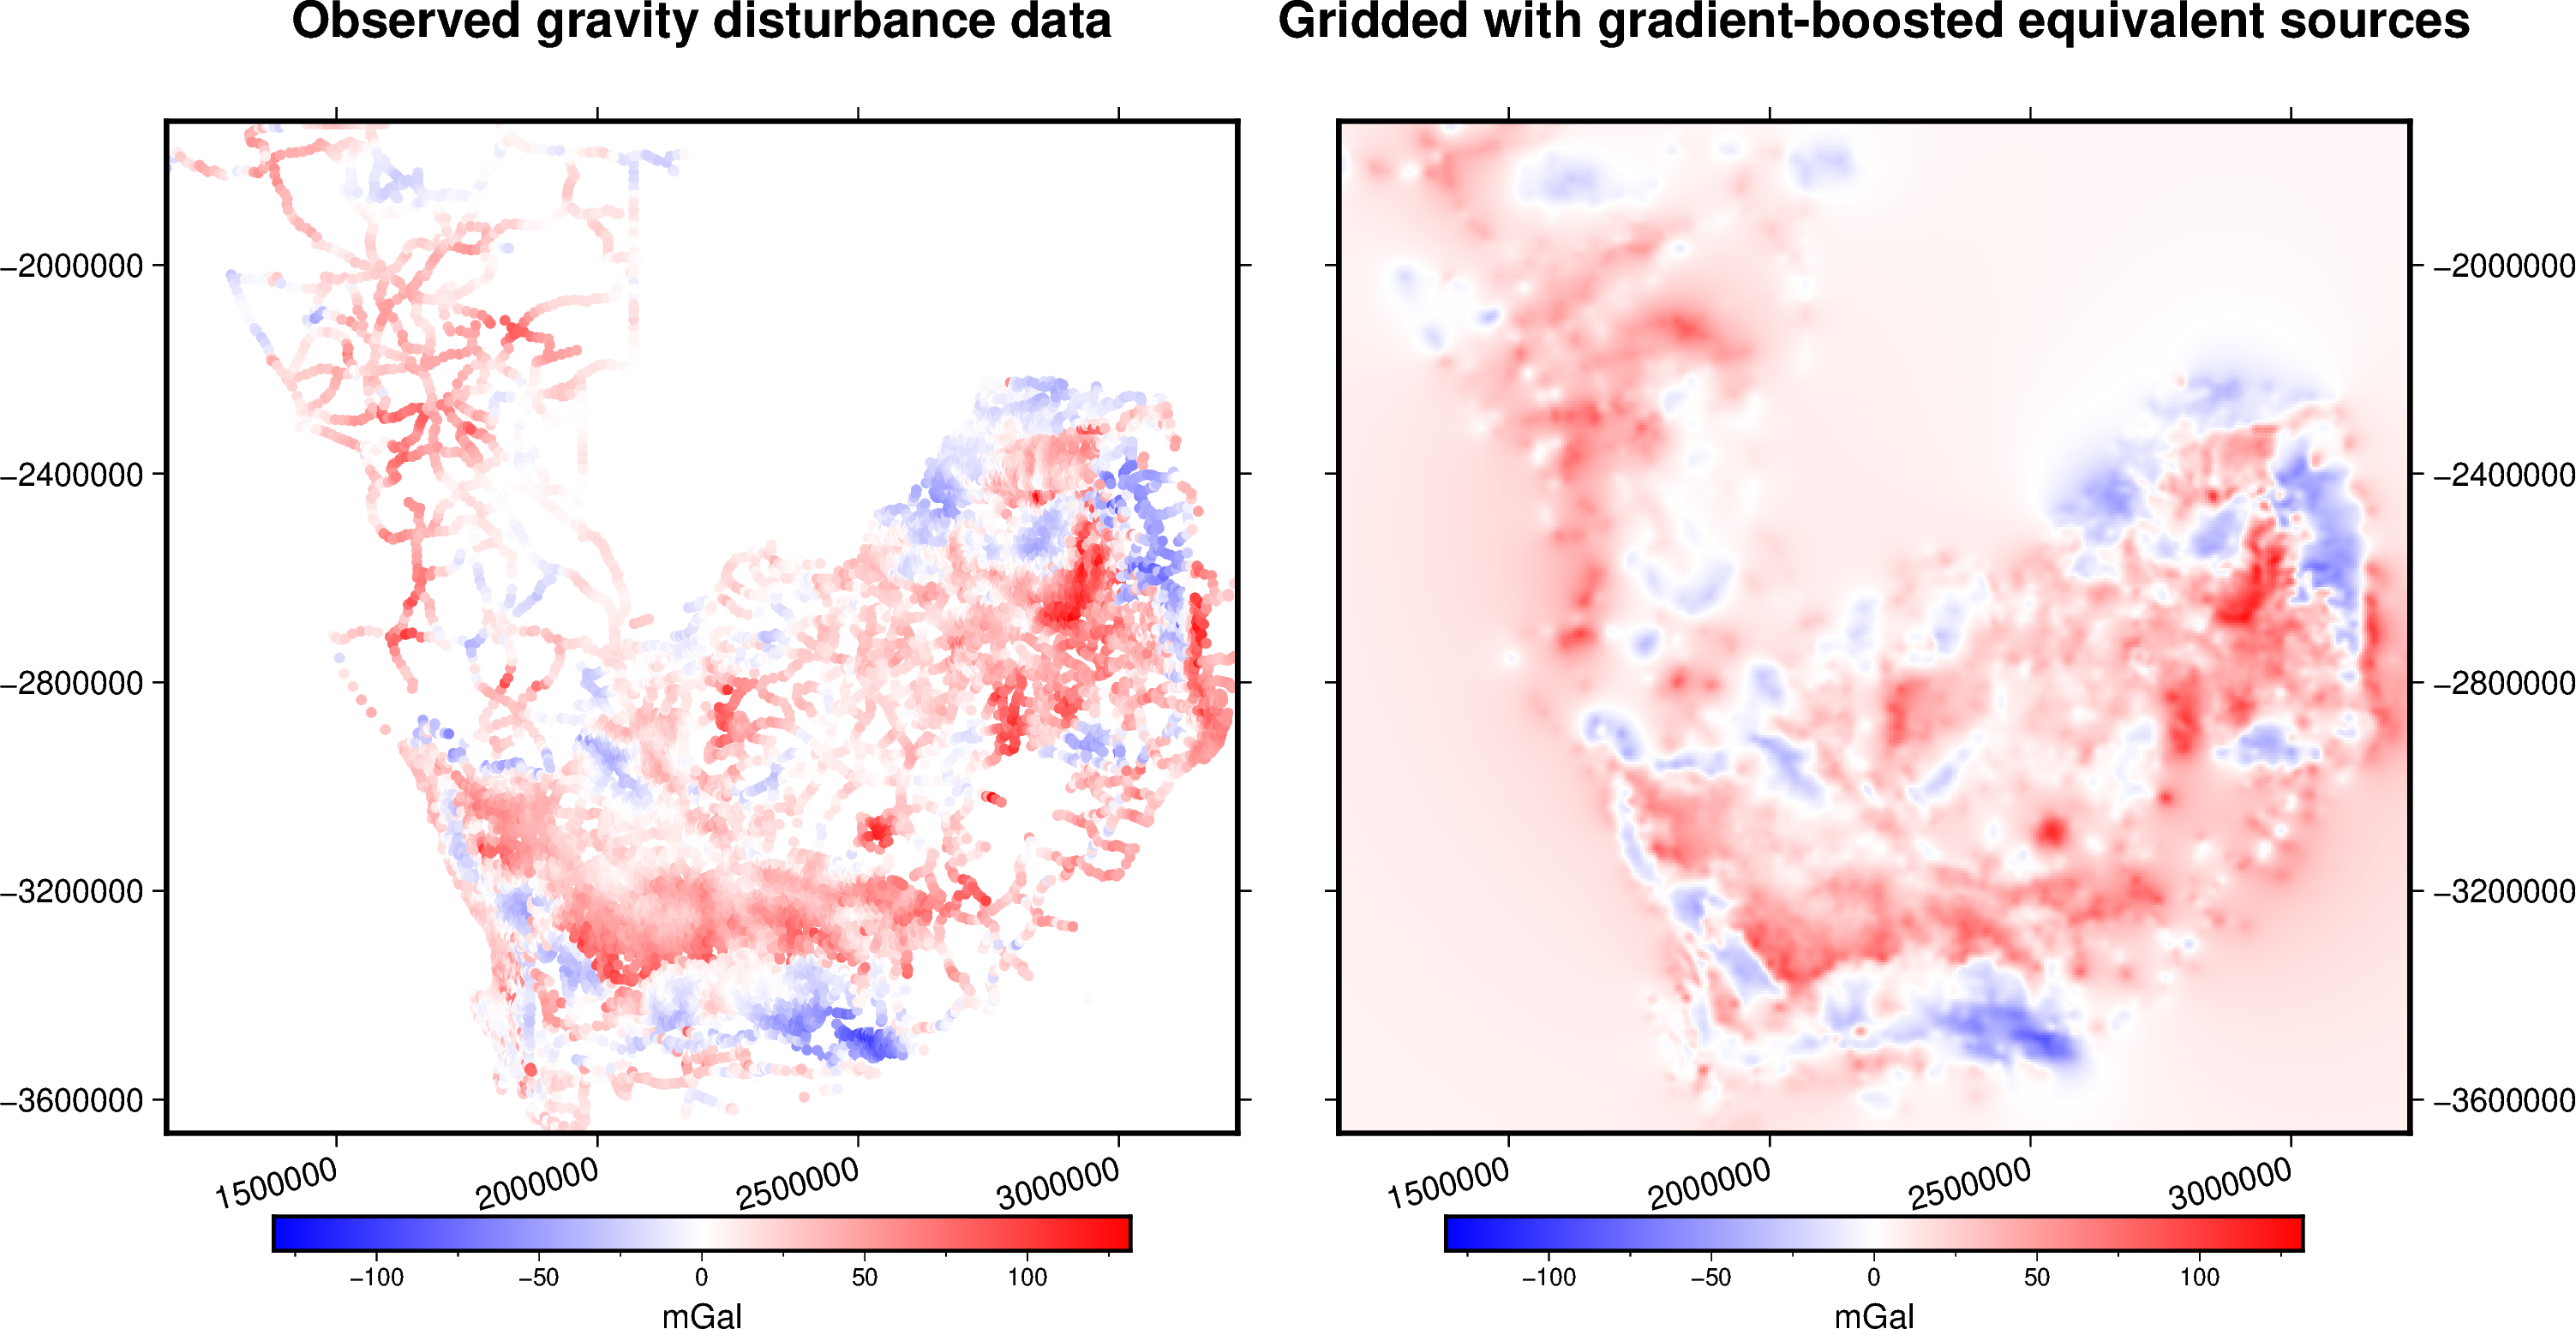 Observed gravity disturbance data
Gridded with gradient-boosted equivalent sources
−2000000
−2400000
−2800000
−3200000
−3600000
1500000 2000000 2500000 3000000
−100 −50 0 50 100
mGal
−2000000
−2400000
−2800000
−3200000
−3600000
1500000 2000000 2500000 3000000
−100 −50 0 50 100
mGal